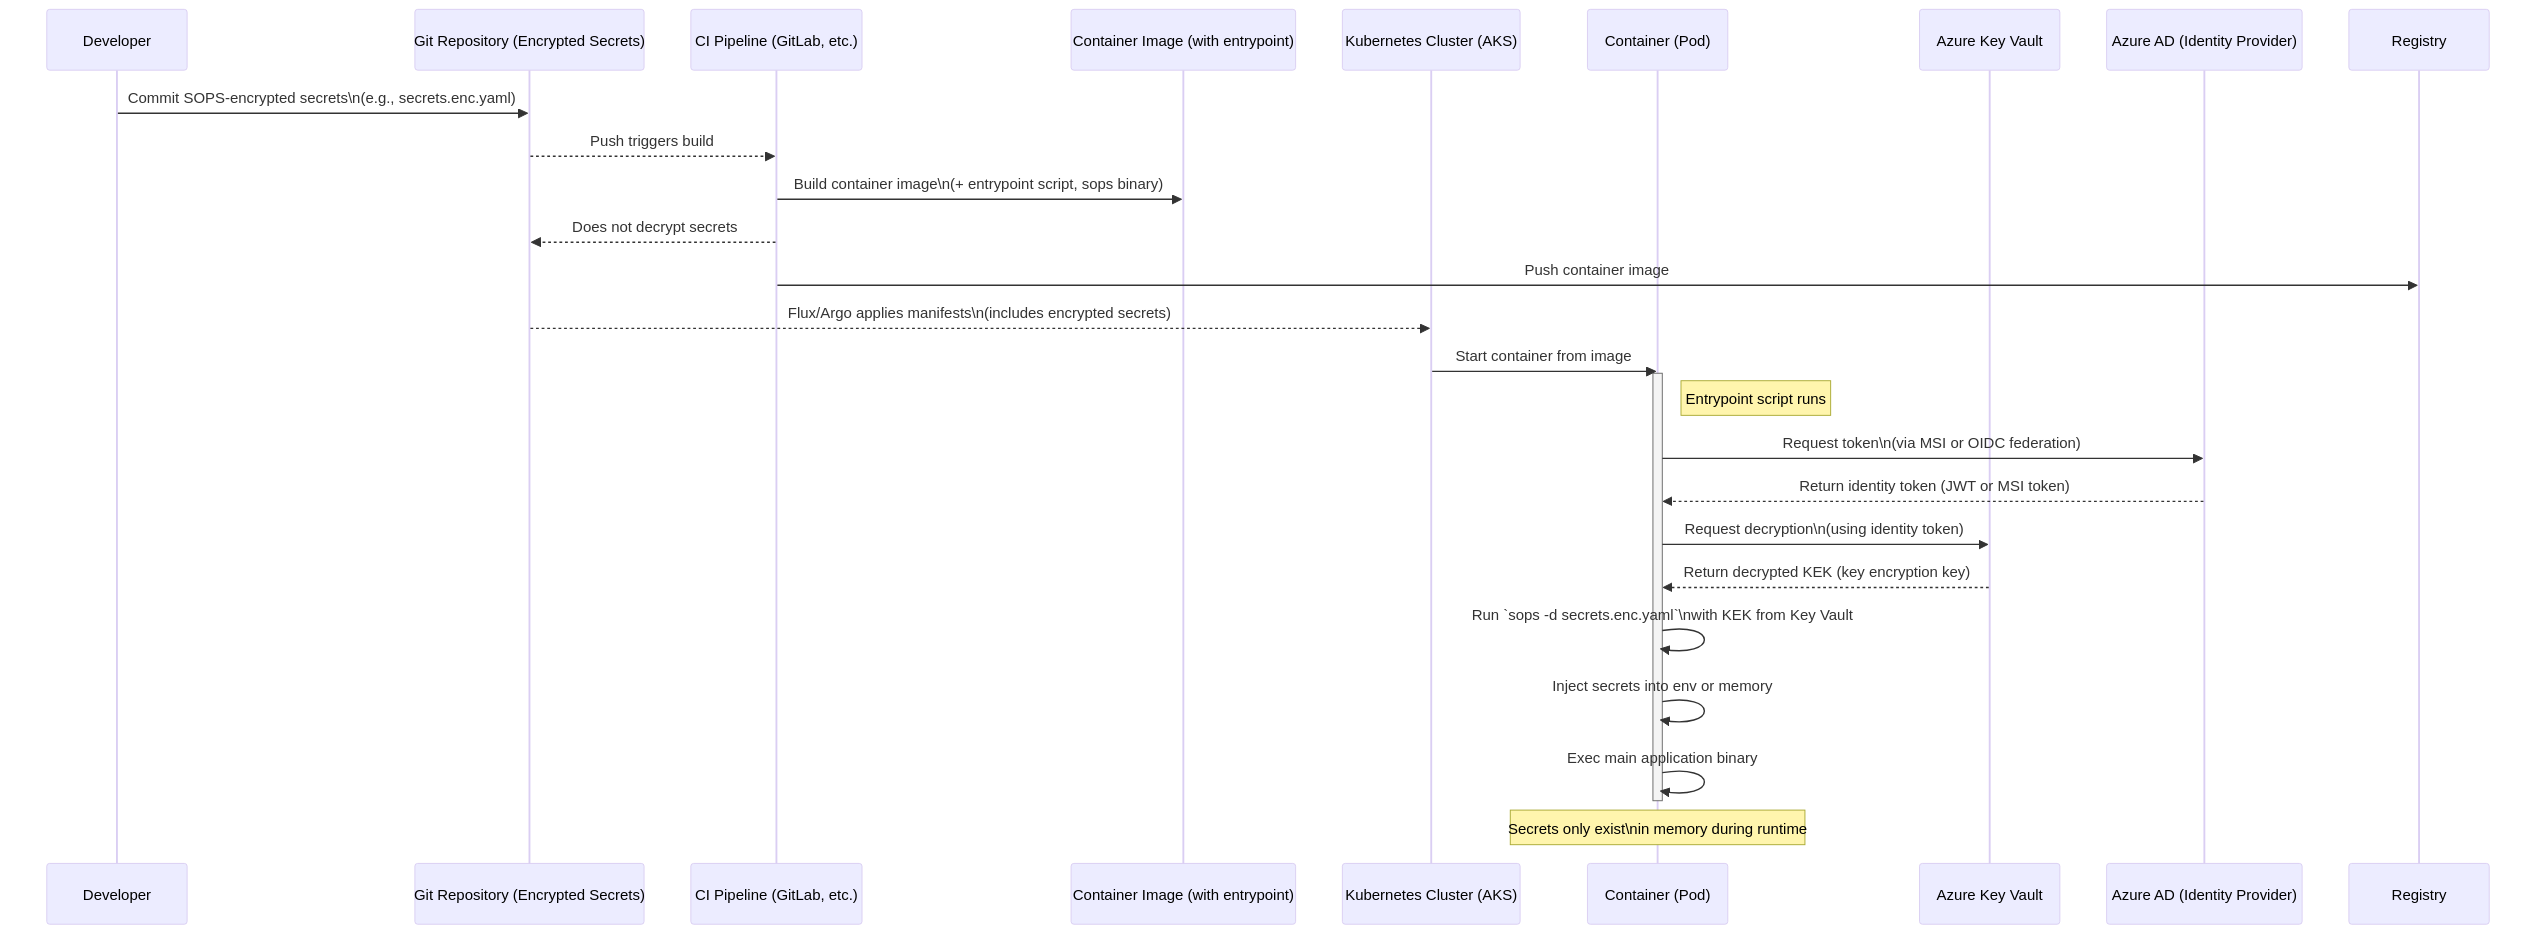 Developer
Git Repository (Encrypted Secrets)
CI Pipeline (GitLab, etc.)
Container Image (with entrypoint)
Kubernetes Cluster (AKS)
Container (Pod)
Azure Key Vault
Azure AD (Identity Provider)
Registry
Commit SOPS-encrypted secrets\n(e.g., secrets.enc.yaml)
Push triggers build
Build container image\n(+ entrypoint script, sops binary)
Does not decrypt secrets
Push container image
Flux/Argo applies manifests\n(includes encrypted secrets)
Start container from image
Entrypoint script runs
Request token\n(via MSI or OIDC federation)
Return identity token (JWT or MSI token)
Request decryption\n(using identity token)
Return decrypted KEK (key encryption key)
Run `sops -d secrets.enc.yaml`\nwith KEK from Key Vault
Inject secrets into env or memory
Exec main application binary
Secrets only exist\nin memory during runtime
Developer
Git Repository (Encrypted Secrets)
CI Pipeline (GitLab, etc.)
Container Image (with entrypoint)
Kubernetes Cluster (AKS)
Container (Pod)
Azure Key Vault
Azure AD (Identity Provider)
Registry